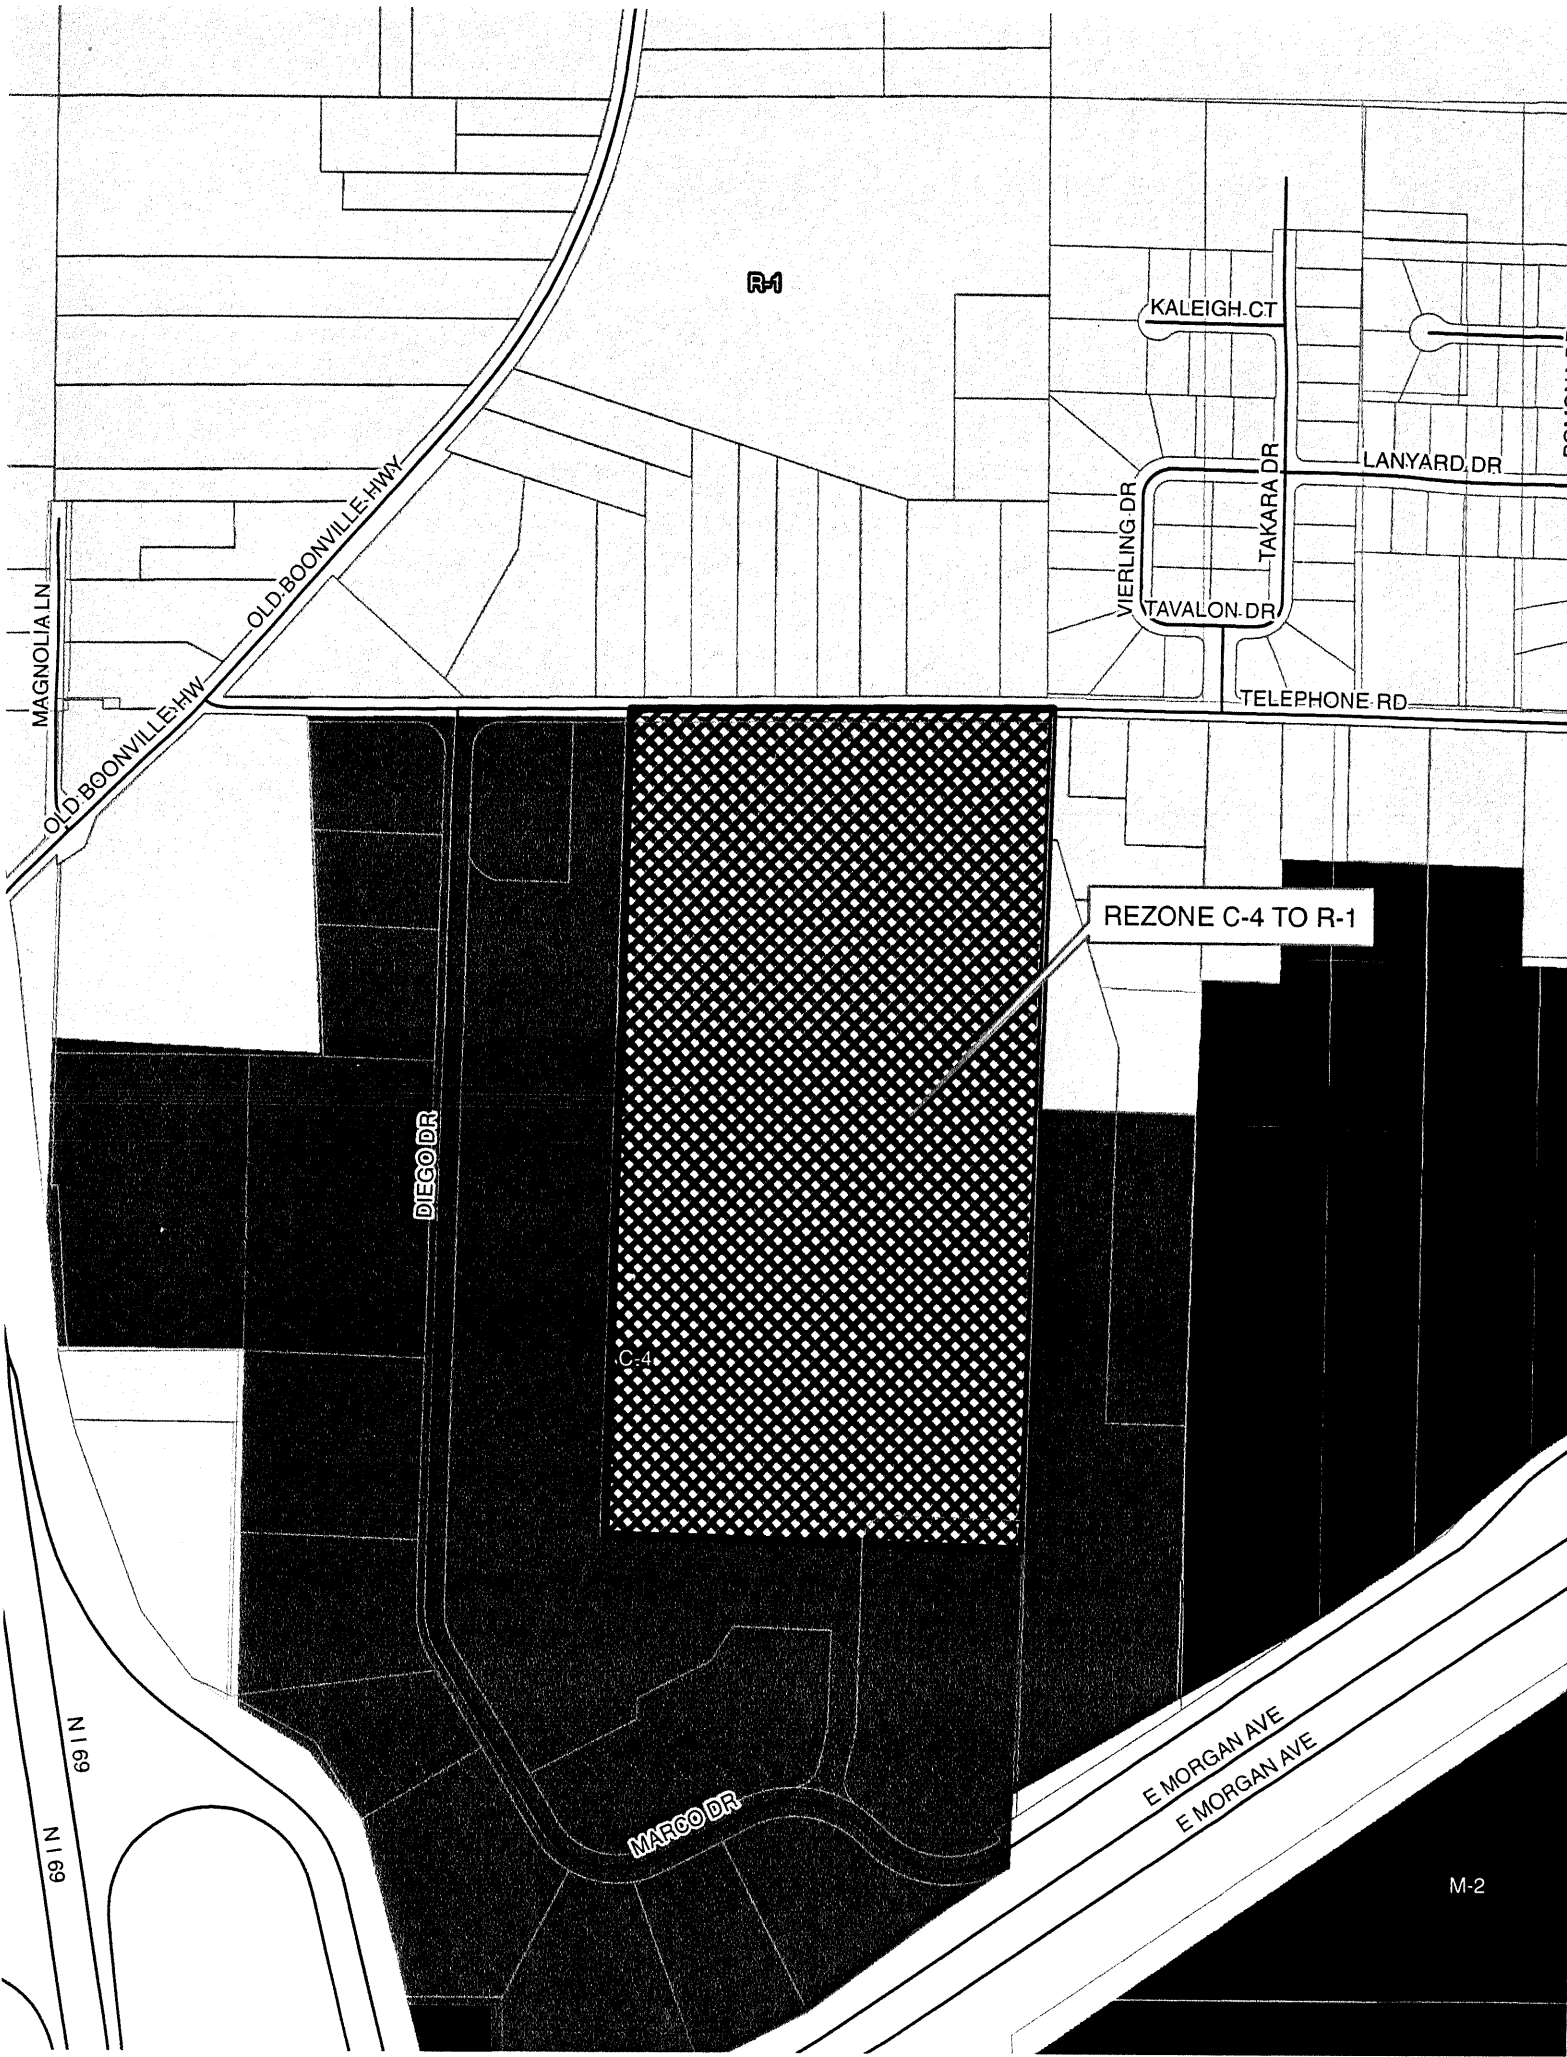 R-1
KALEIGH CT
LANYARD DR
TAKARA DR
VIERLING DR
TAVALON DR
OLD BOONVILLE HWY
MAGNOLIA LN
OLD BOONVILLE HW
TELEPHONE RD
REZONE C-4 TO R-1
DIEGO DR
C-4
N I 69
N I 69
MARCO DR
E MORGAN AVE
E MORGAN AVE
M-2